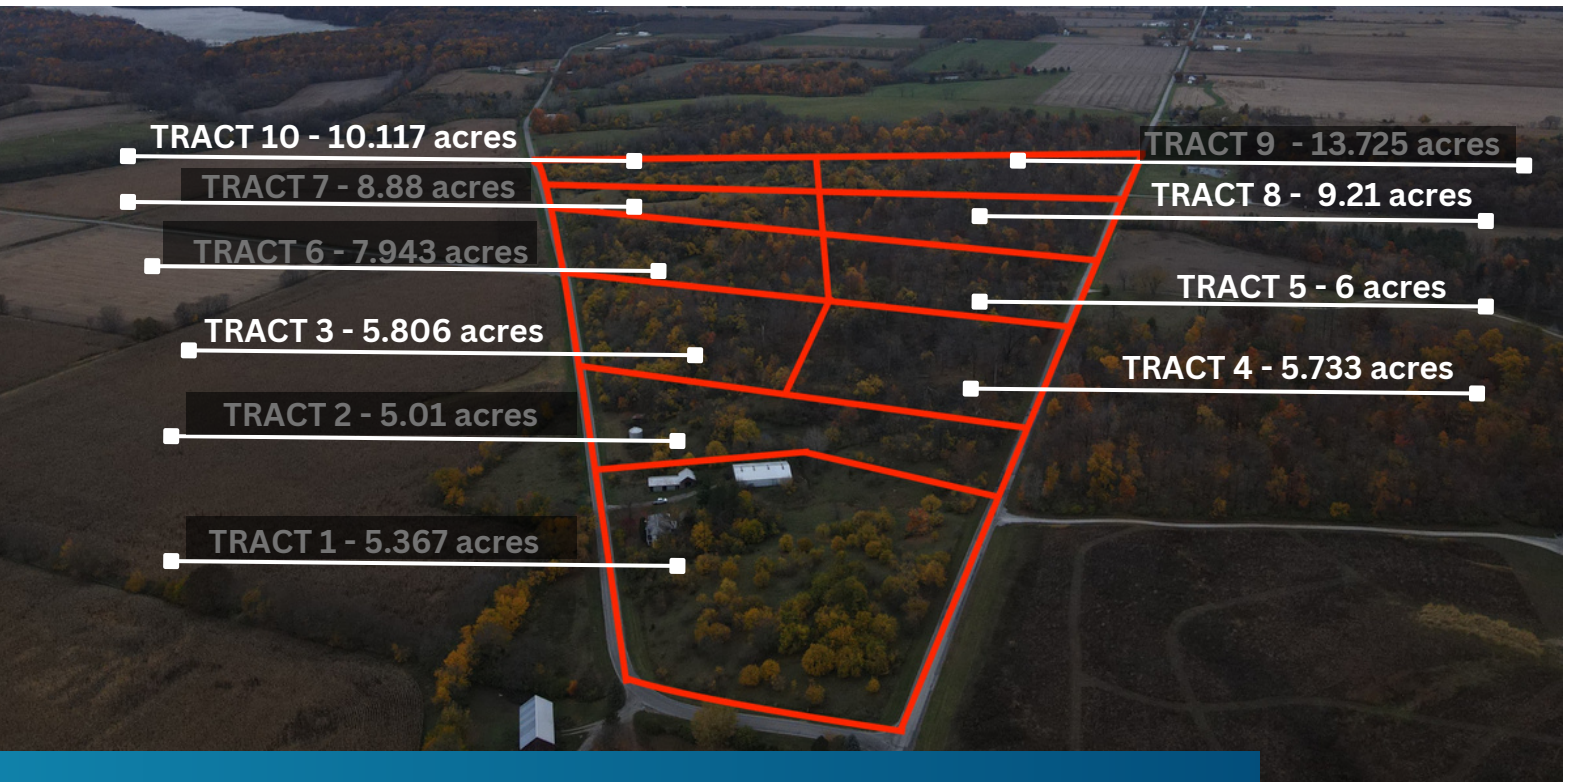 TRACT 10 - 10.117 acres
TRACT 9 - 13.725 acres
TRACT 7 - 8.88 acres
TRACT 8 - 9.21 acres
TRACT 6 - 7.943 acres
TRACT 5 - 6 acres
TRACT 3 - 5.806 acres
TRACT 4 - 5.733 acres
TRACT 2 - 5.01 acres
TRACT 1 - 5.367 acres